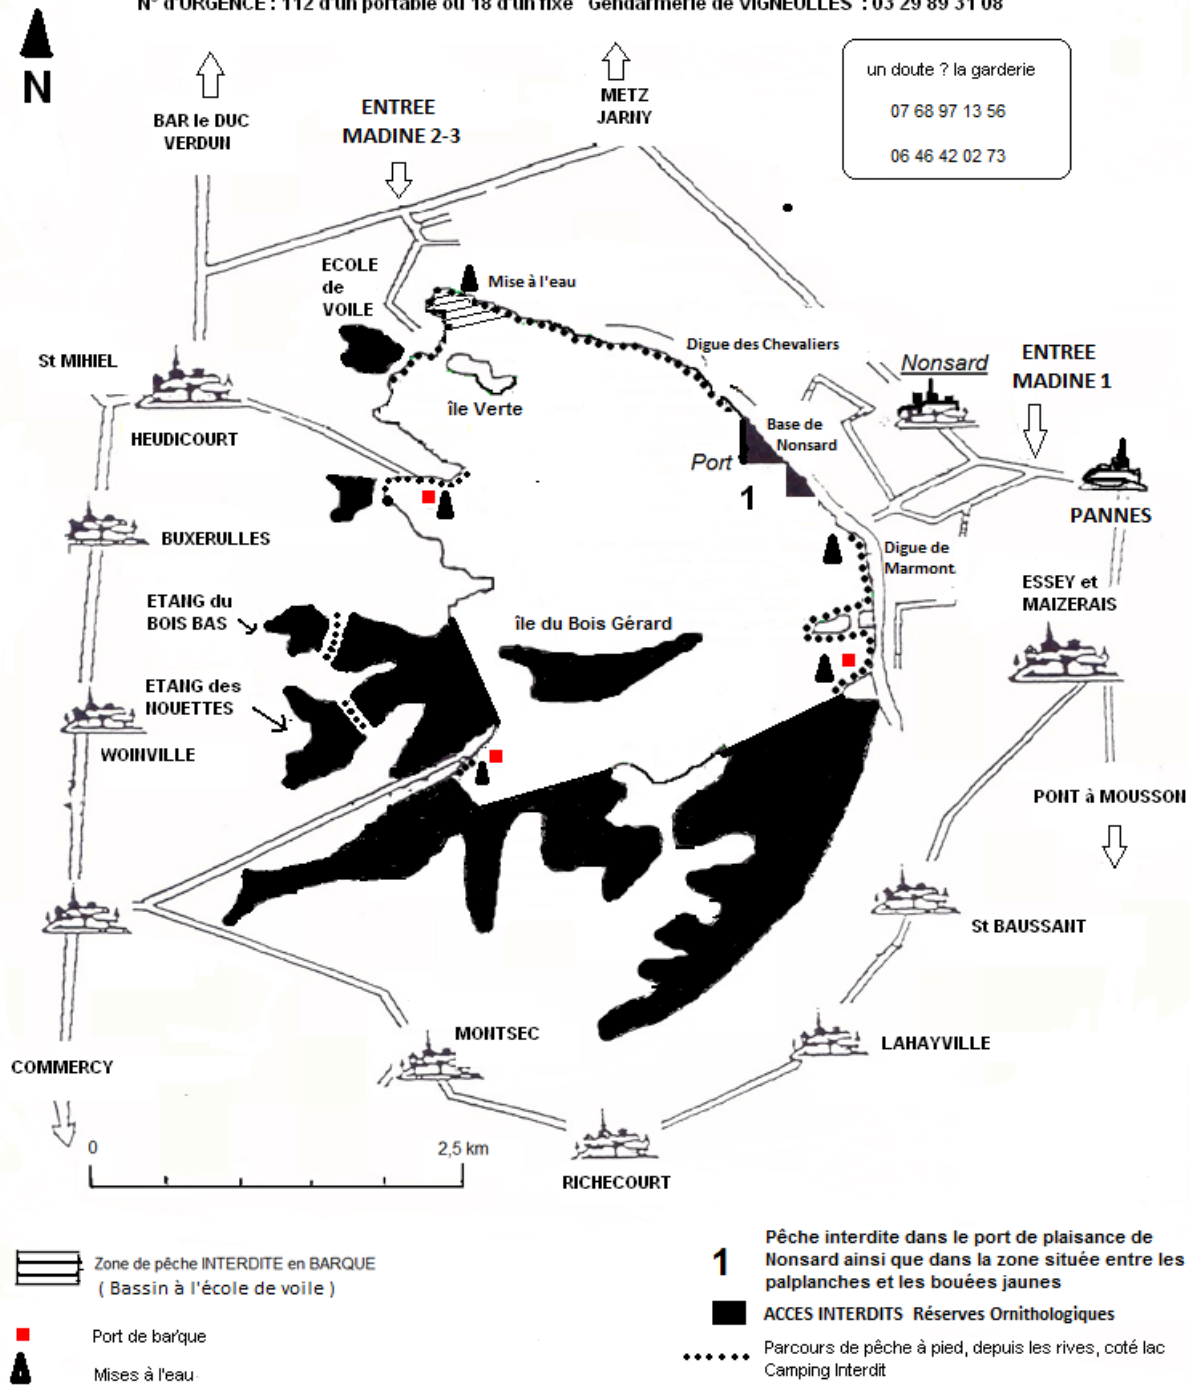 N° d'URGENCE : 112 d'un portable ou 18 d'un fixe Gendarmerie de VIGNEULLES : 03 29 89 31 08
N
un doute ? la garderie
07 68 97 13 56
06 46 42 02 73
BAR le DUC
VERDUN
ENTREE
MADINE 2-3
METZ
JARNY
ECOLE
de
VOILE
Mise à l'eau
St MIHIEL
île Verte
Digue des Chevaliers
Nonsard
ENTREE
MADINE 1
HEUDICOURT
Base de
Nonsard
Port
1
PANNES
BUXERULLES
Digue de
Marmont
ESSEY et
MAIZERAIS
ETANG du
BOIS BAS
île du Bois Gérard
ETANG des
NOUETTES
WOINVILLE
PONT à MOUSSON
St BAUSSANT
MONTSEC
LAHAYVILLE
COMMERCY
0
2,5 km
RICHECOURT
Zone de pêche INTERDITE en BARQUE
( Bassin à l'école de voile )
Port de barque
Mises à l'eau
1
Pêche interdite dans le port de plaisance de
Nonsard ainsi que dans la zone située entre les
palplanches et les bouées jaunes
ACCES INTERDITS Réserves Ornithologiques
Parcours de pêche à pied, depuis les rives, coté lac
Camping Interdit